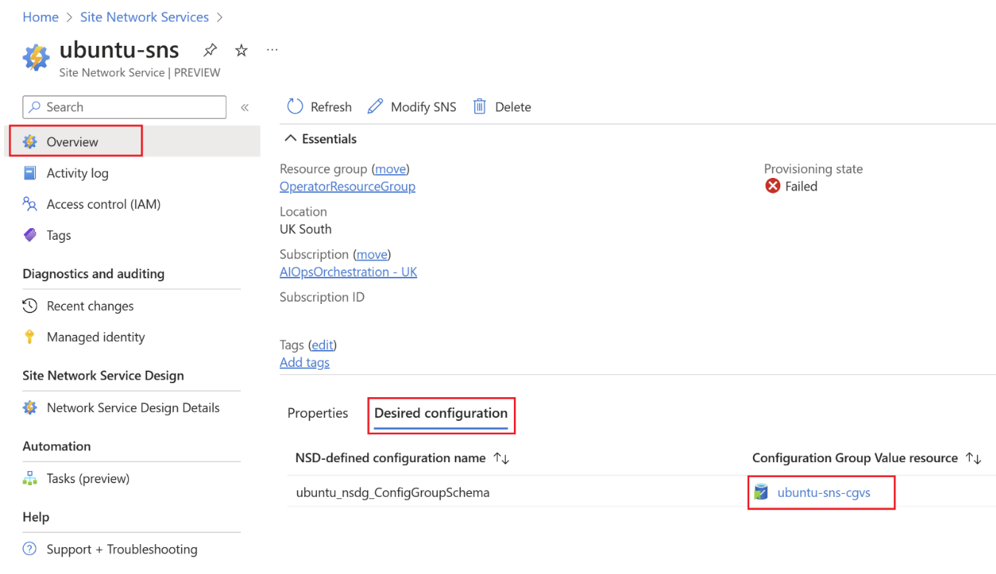 Home > Site Network Services >
ubuntu-sns
Site Network Service | PREVIEW
Search
Overview
Activity log
Access control (IAM)
Tags
Diagnostics and auditing
Recent changes
Managed identity
Site Network Service Design
Network Service Design Details
Automation
Tasks (preview)
Help
Support + Troubleshooting
Refresh Modify SNS Delete
Essentials
Resource group (move)
OperatorResourceGroup
Location
UK South
Subscription (move)
AIOpsOrchestration - UK
Subscription ID
Tags (edit)
Add tags
Provisioning state
Failed
Properties Desired configuration
NSD-defined configuration name Configuration Group Value resource
ubuntu_nsdg_ConfigGroupSchema ubuntu-sns-cgvs